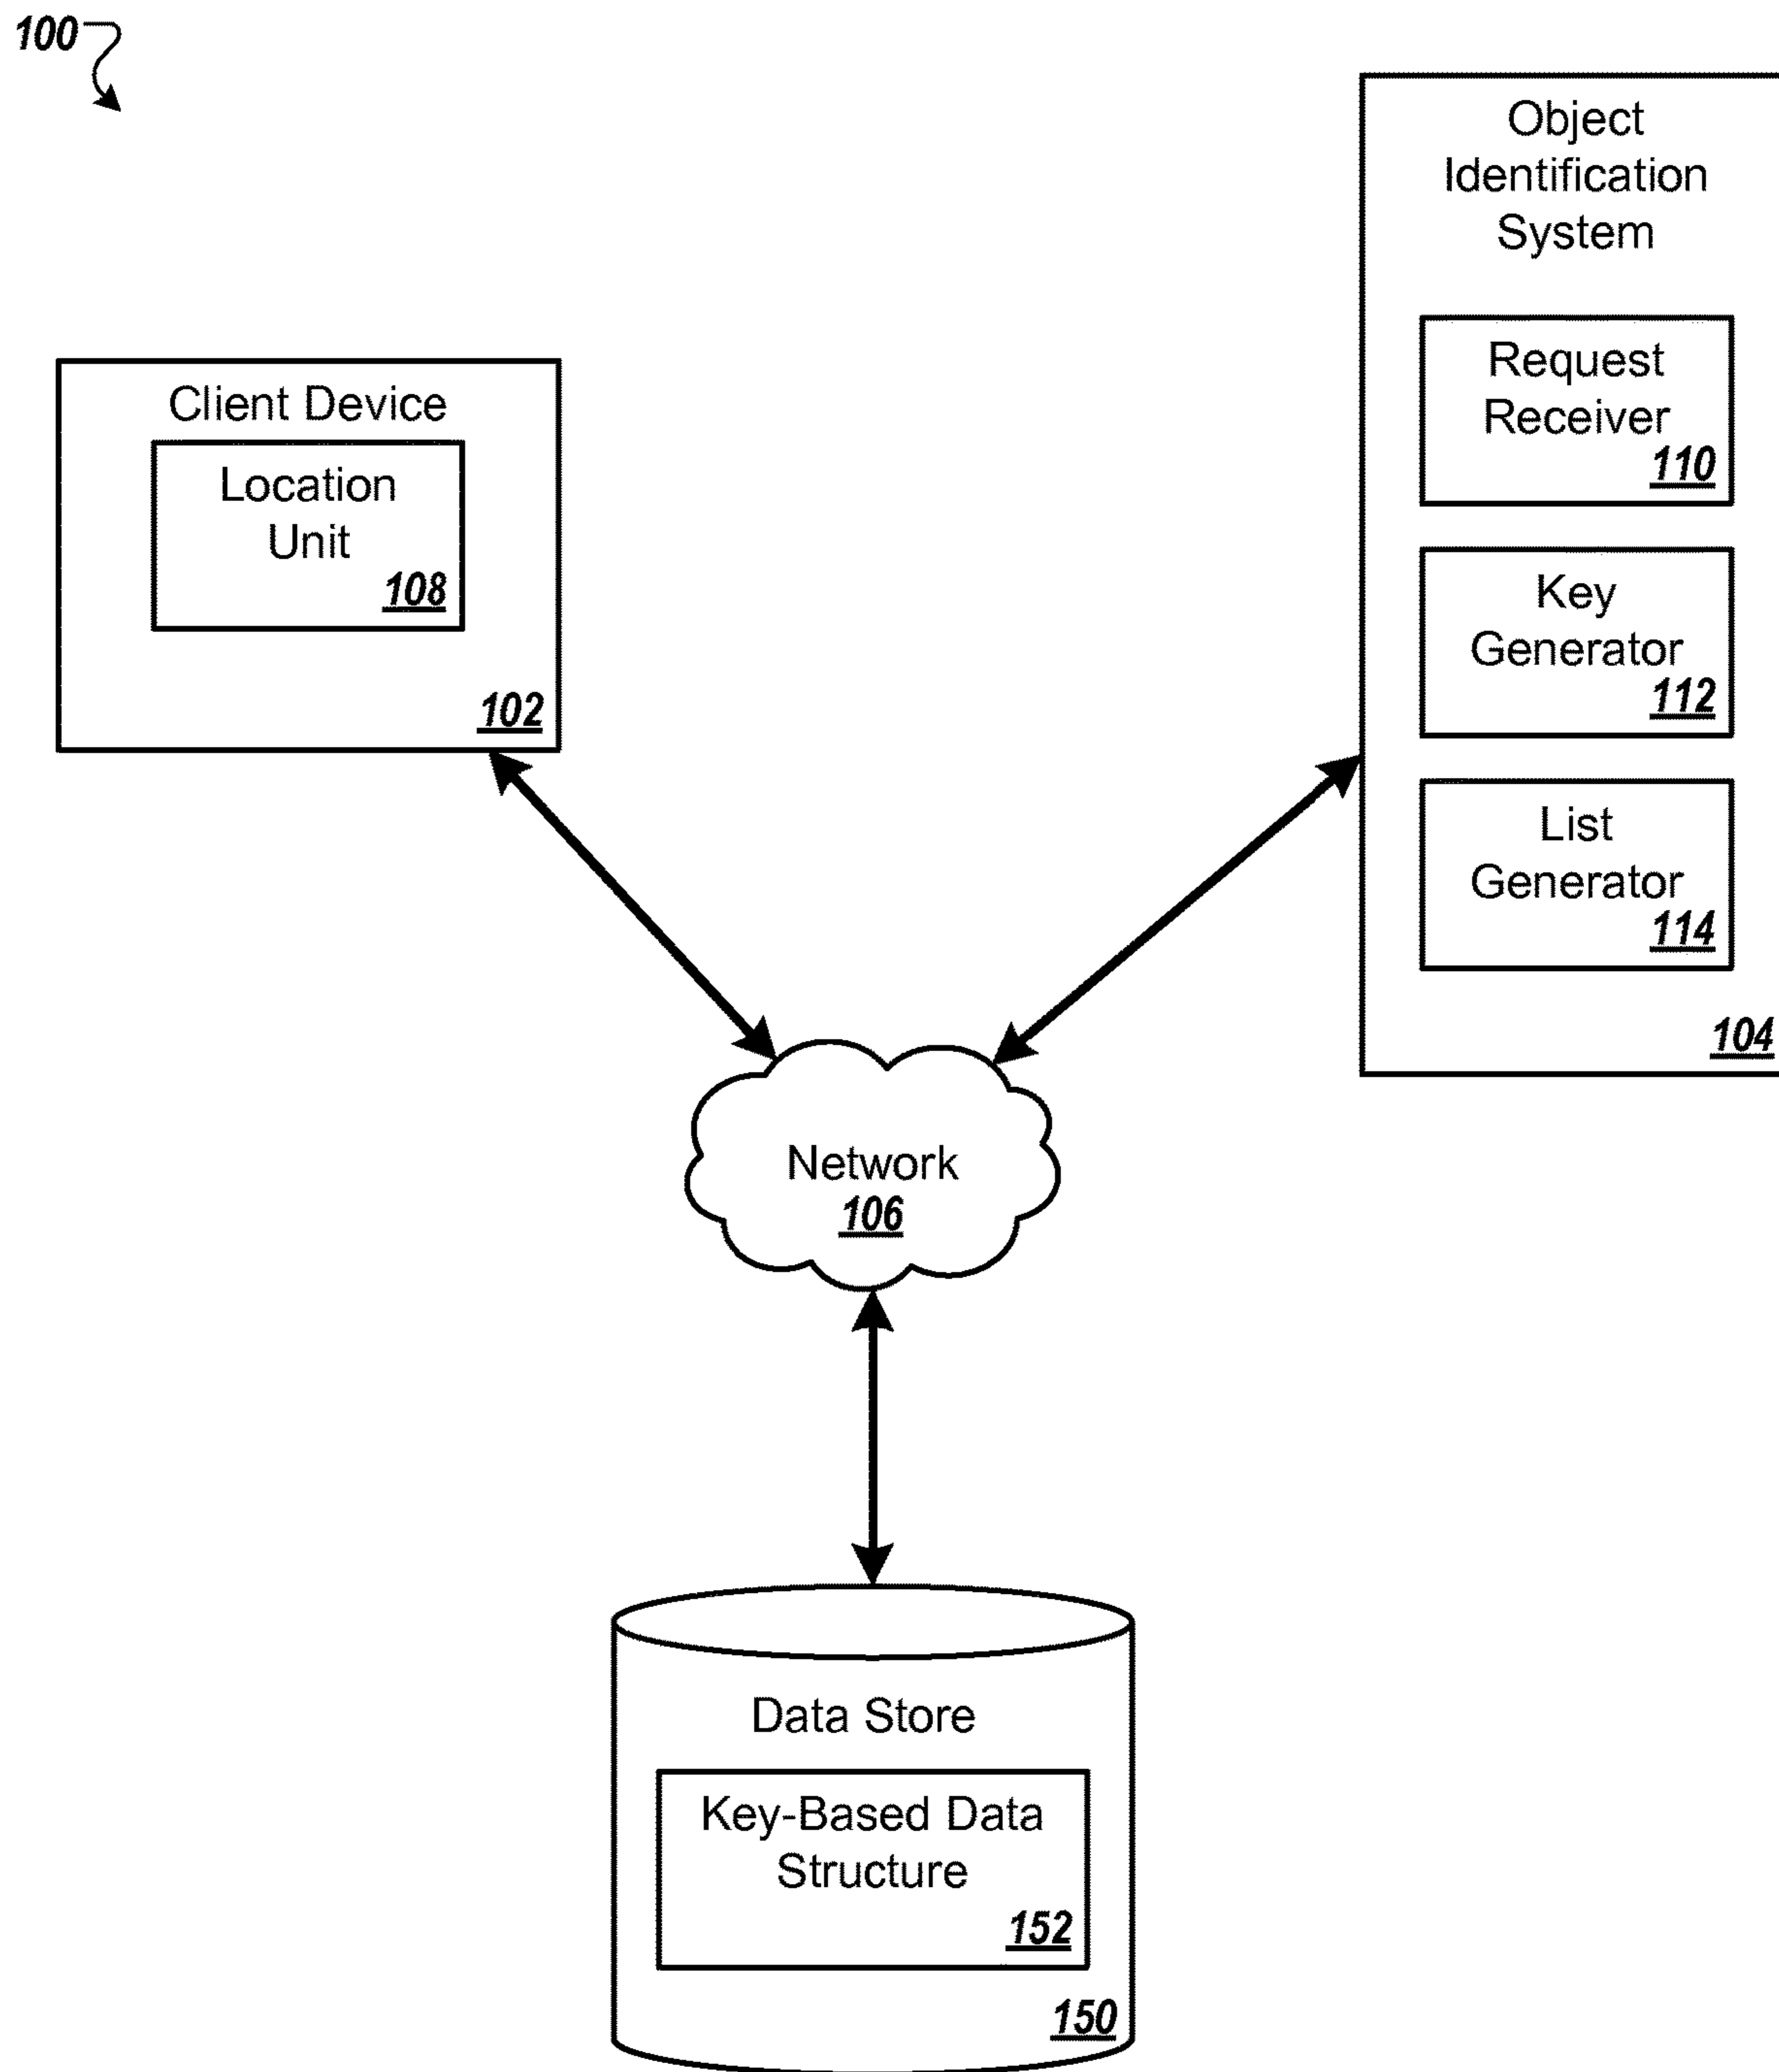 100
Object
Identification
System
Request
Receiver
110
Key
Generator
112
List
Generator
114
104
Client Device
Location
Unit
108
102
Network
106
Data Store
Key-Based Data
Structure
152
150